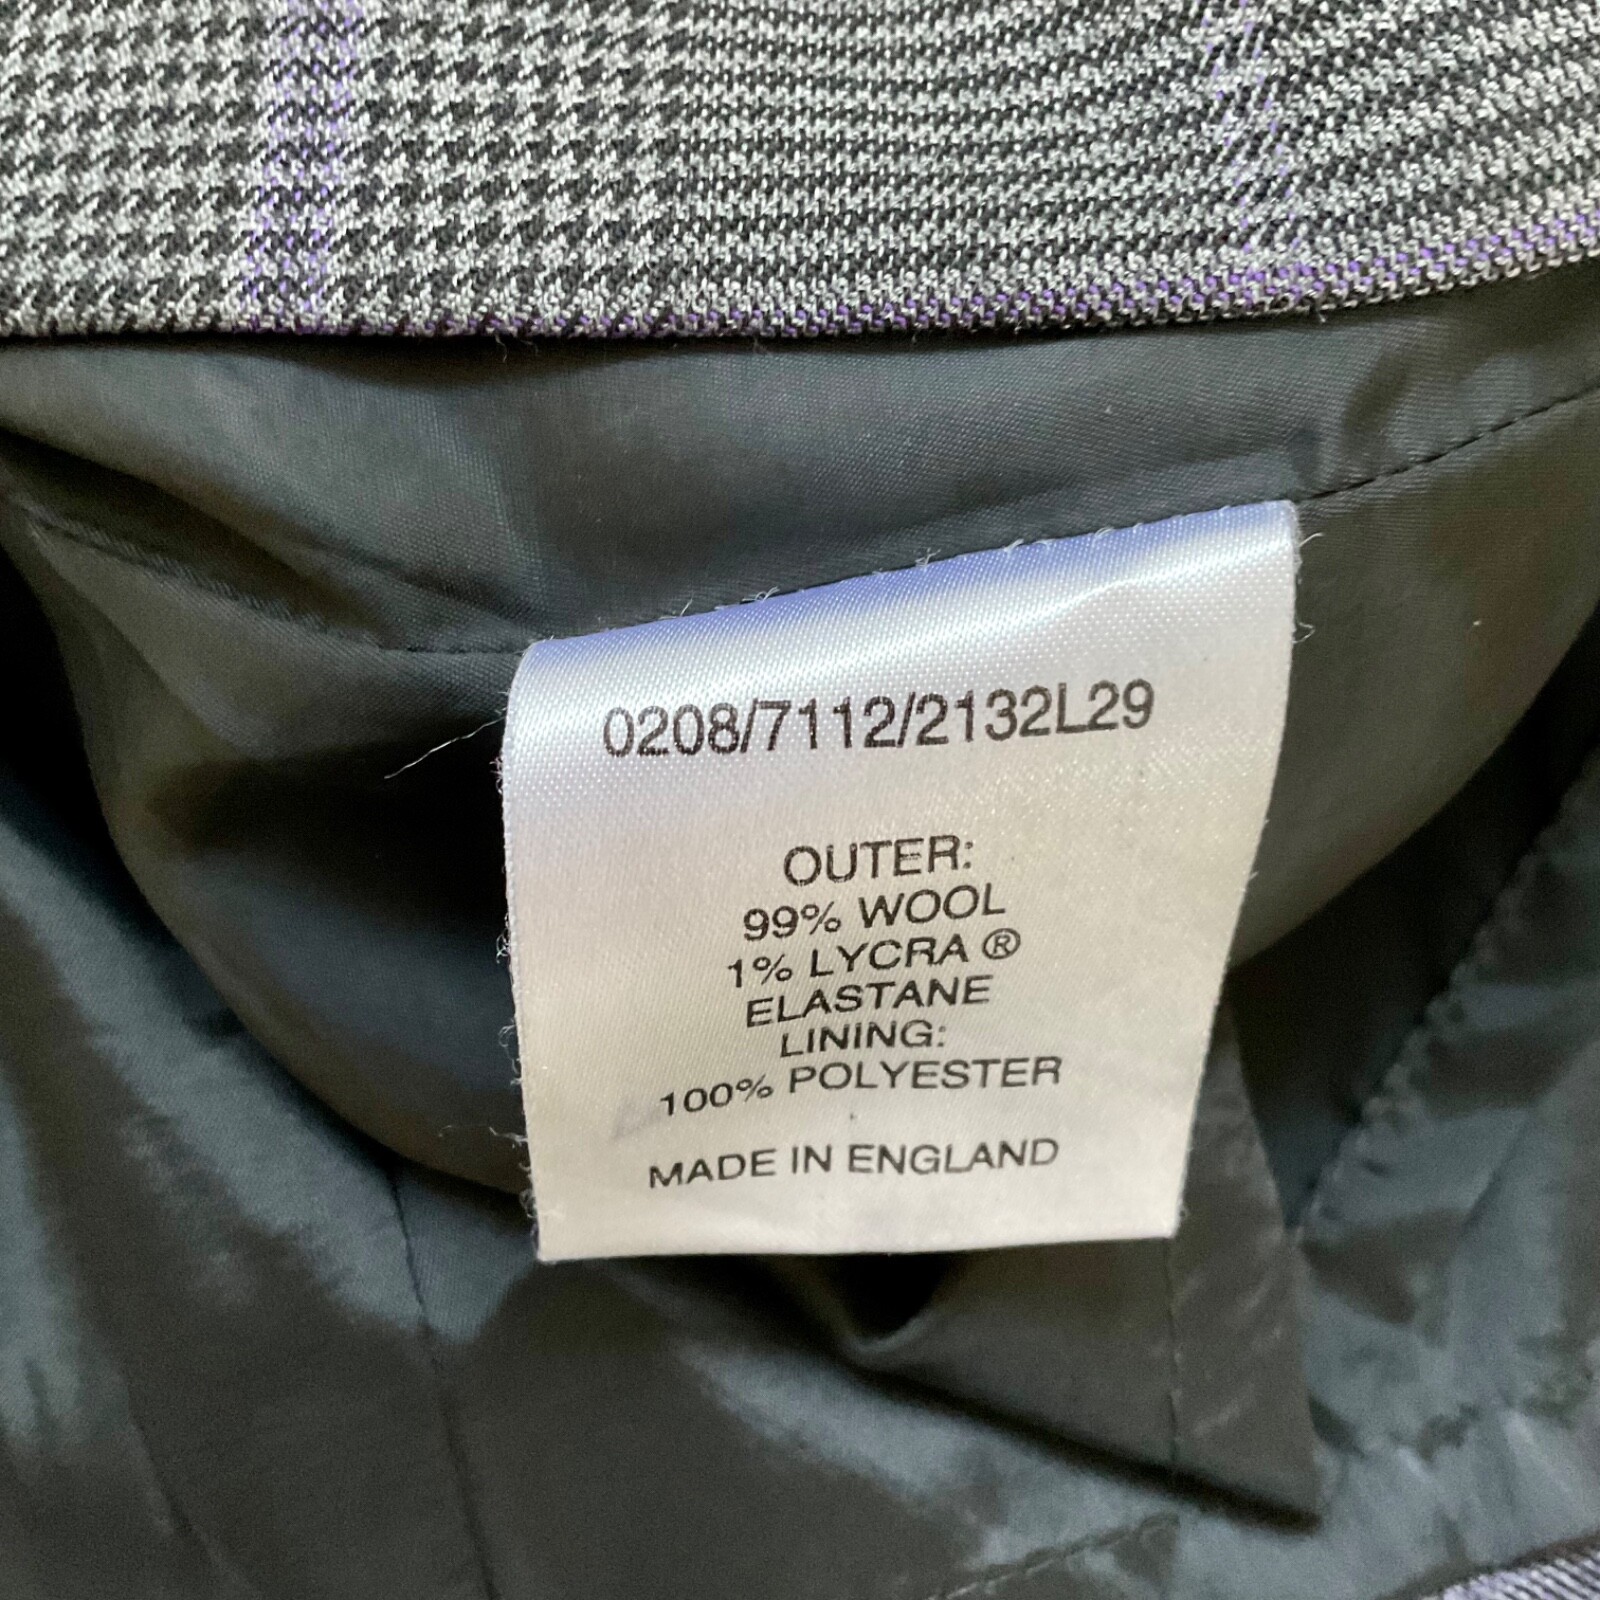 0208/7112/2132L29
OUTER:
99% WOOL
1% LYCRA ®
ELASTANE
LINING:
100% POLYESTER
MADE IN ENGLAND